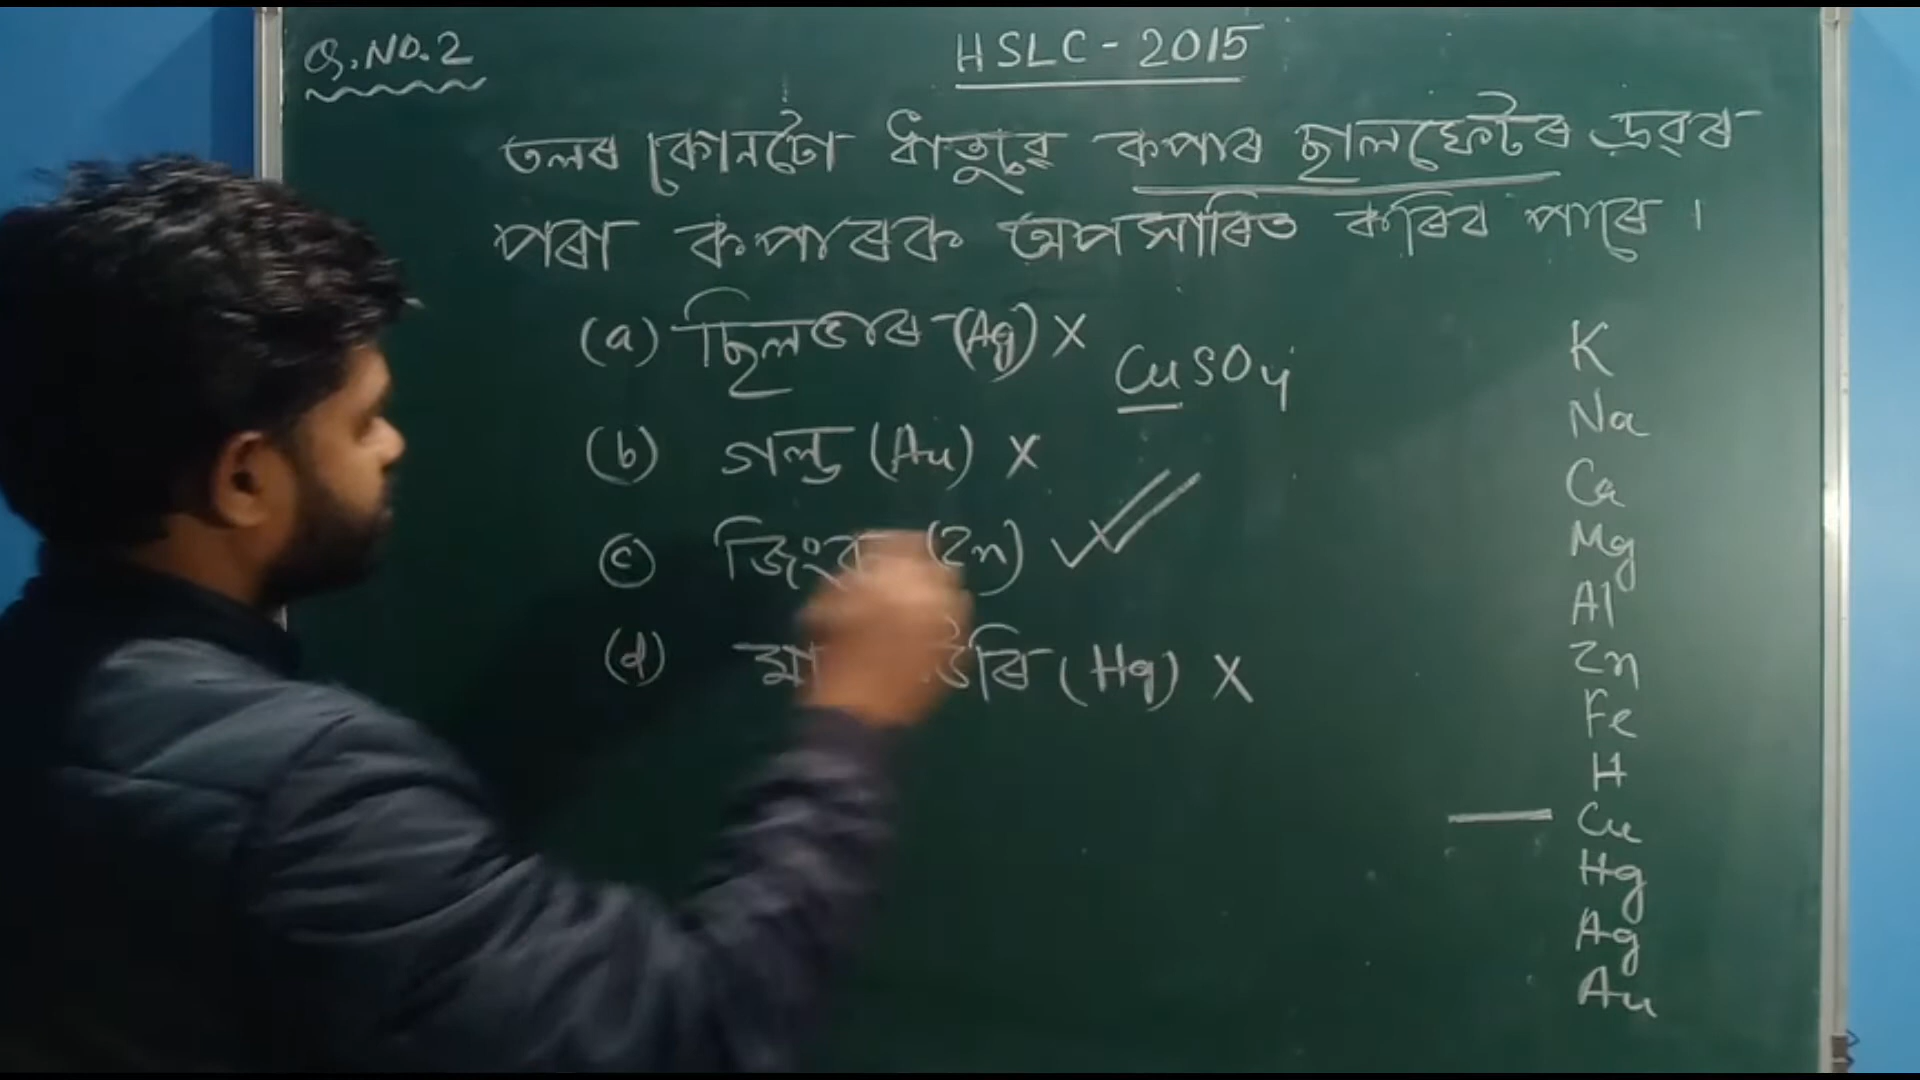 Q.NO.2
HSLC-2015
তলৰ কোনটো ধাতুৱে কপাৰ ছালফেটৰ দ্ৰৱৰ
পৰা কপাৰক অপসাৰিত কৰিব পাৰে ।
(a) ছিলভাৰ (Ag) X
CuSO4
(b) গল্ড (Au) X
(c) জিংক (Zn) ✓
(d) (Hg) X
K
Na
Ca
Mg
Al
Zn
Fe
H
Cu
Hg
Ag
Au